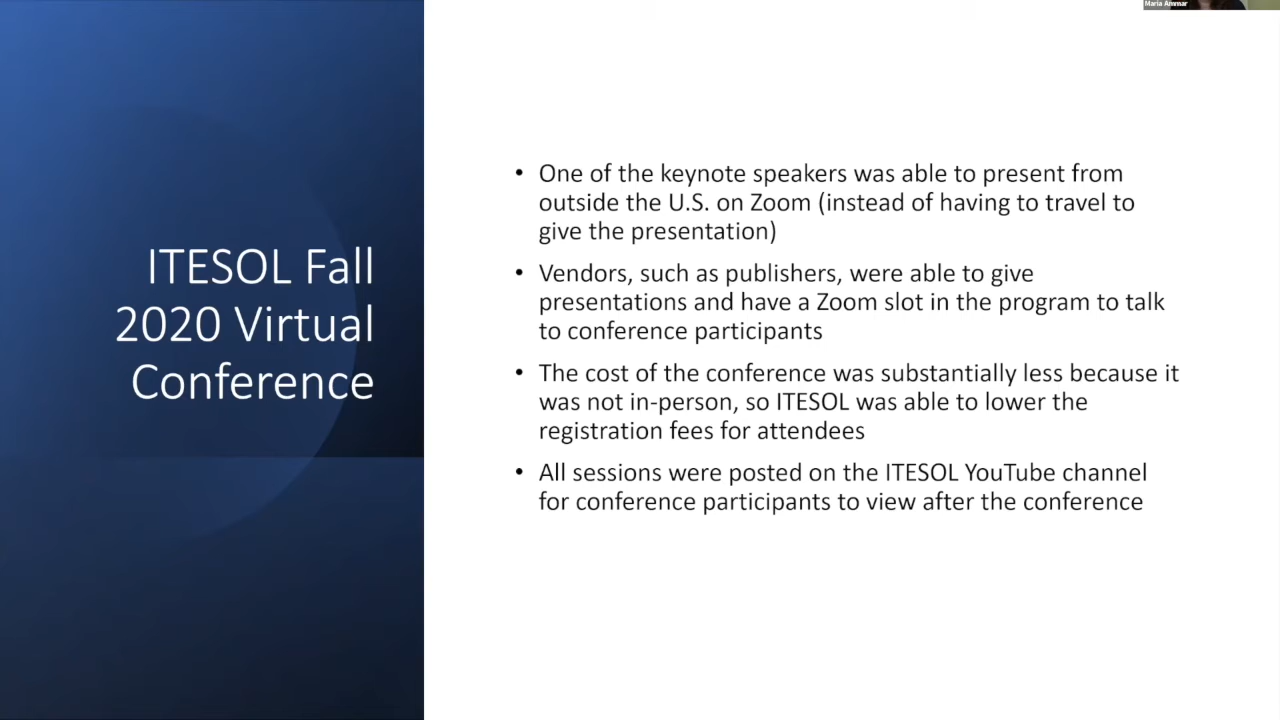 Maria Ammar
ITESOL Fall
2020 Virtual
Conference
• One of the keynote speakers was able to present from
outside the U.S. on Zoom (instead of having to travel to
give the presentation)
• Vendors, such as publishers, were able to give
presentations and have a Zoom slot in the program to talk
to conference participants
• The cost of the conference was substantially less because it
was not in-person, so ITESOL was able to lower the
registration fees for attendees
• All sessions were posted on the ITESOL YouTube channel
for conference participants to view after the conference